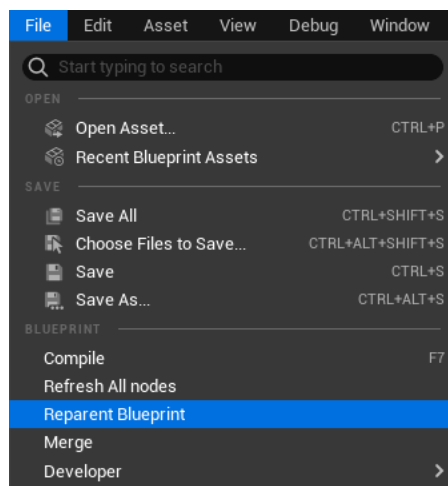 File Edit Asset View Debug Window
Start typing to search
OPEN
Open Asset... CTRL+P
Recent Blueprint Assets
SAVE
Save All CTRL+SHIFT+S
Choose Files to Save... CTRL+ALT+SHIFT+S
Save CTRL+S
Save As... CTRL+ALT+S
BLUEPRINT
Compile F7
Refresh All nodes
Reparent Blueprint
Merge
Developer